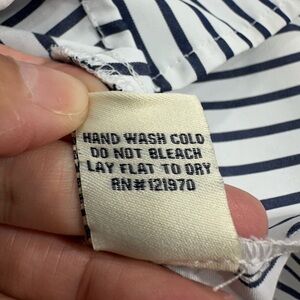 HAND WASH COLD
DO NOT BLEACH
LAY FLAT TO DRY
RN#121970